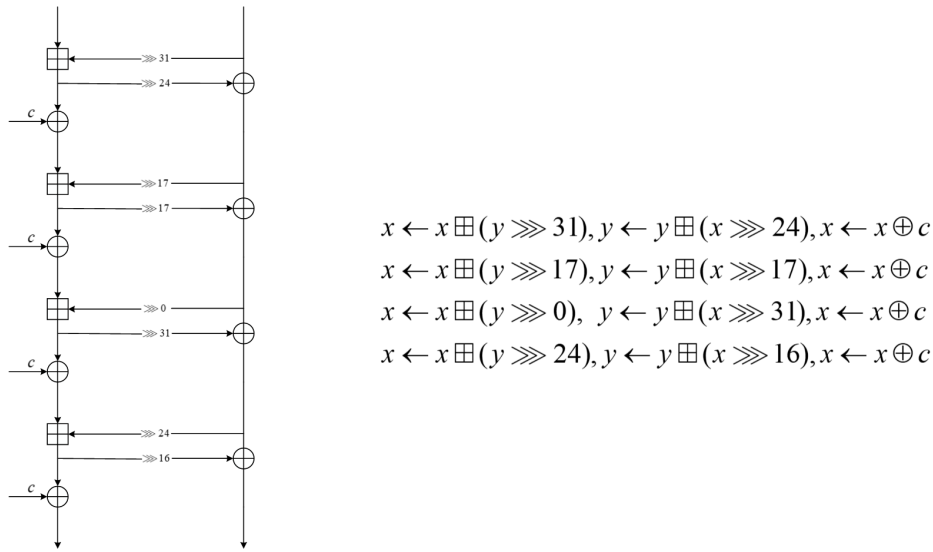 ⋙ 31
⋙ 24
c
⋙ 17
⋙ 17
c
⋙ 0
⋙ 31
c
⋙ 24
⋙ 16
c
x ← x ⊞ (y ⋙ 31), y ← y ⊞ (x ⋙ 24), x ← x ⊕ c
x ← x ⊞ (y ⋙ 17), y ← y ⊞ (x ⋙ 17), x ← x ⊕ c
x ← x ⊞ (y ⋙ 0), y ← y ⊞ (x ⋙ 31), x ← x ⊕ c
x ← x ⊞ (y ⋙ 24), y ← y ⊞ (x ⋙ 16), x ← x ⊕ c